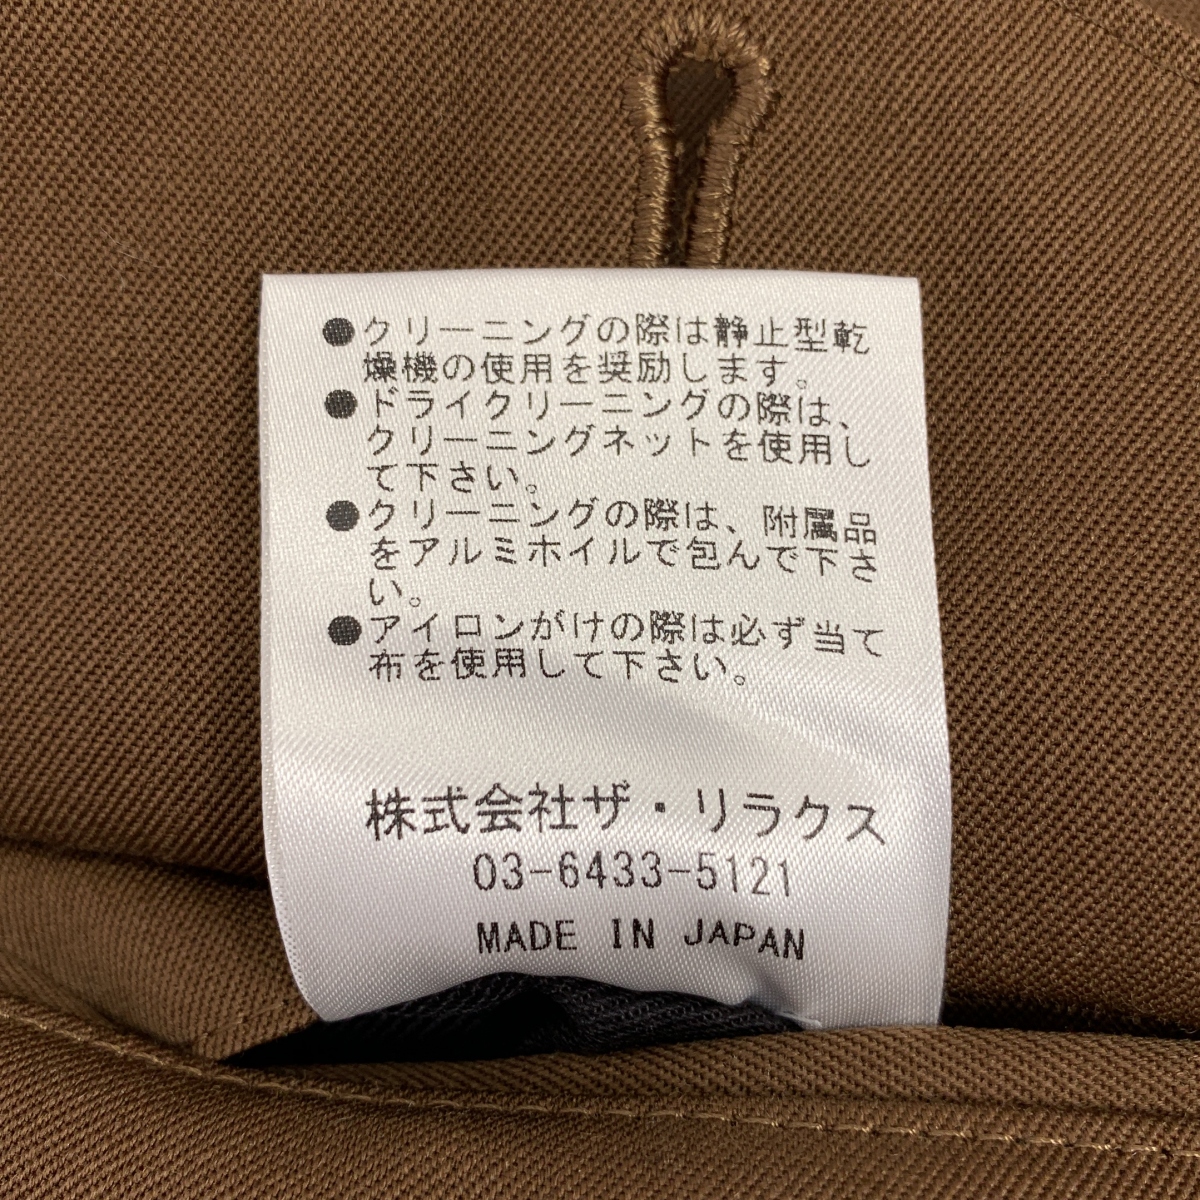 ●クリーニングの際は静止型乾
燥機の使用を奨励します。
●ドライクリーニングの際は、
クリーニングネットを使用し
て下さい。
●クリーニングの際は、附属品
をアルミホイルで包んで下さ
い。
●アイロンがけの際は必ず当て
布を使用して下さい。
株式会社ザ・リラクス
03-6433-5121
MADE IN JAPAN